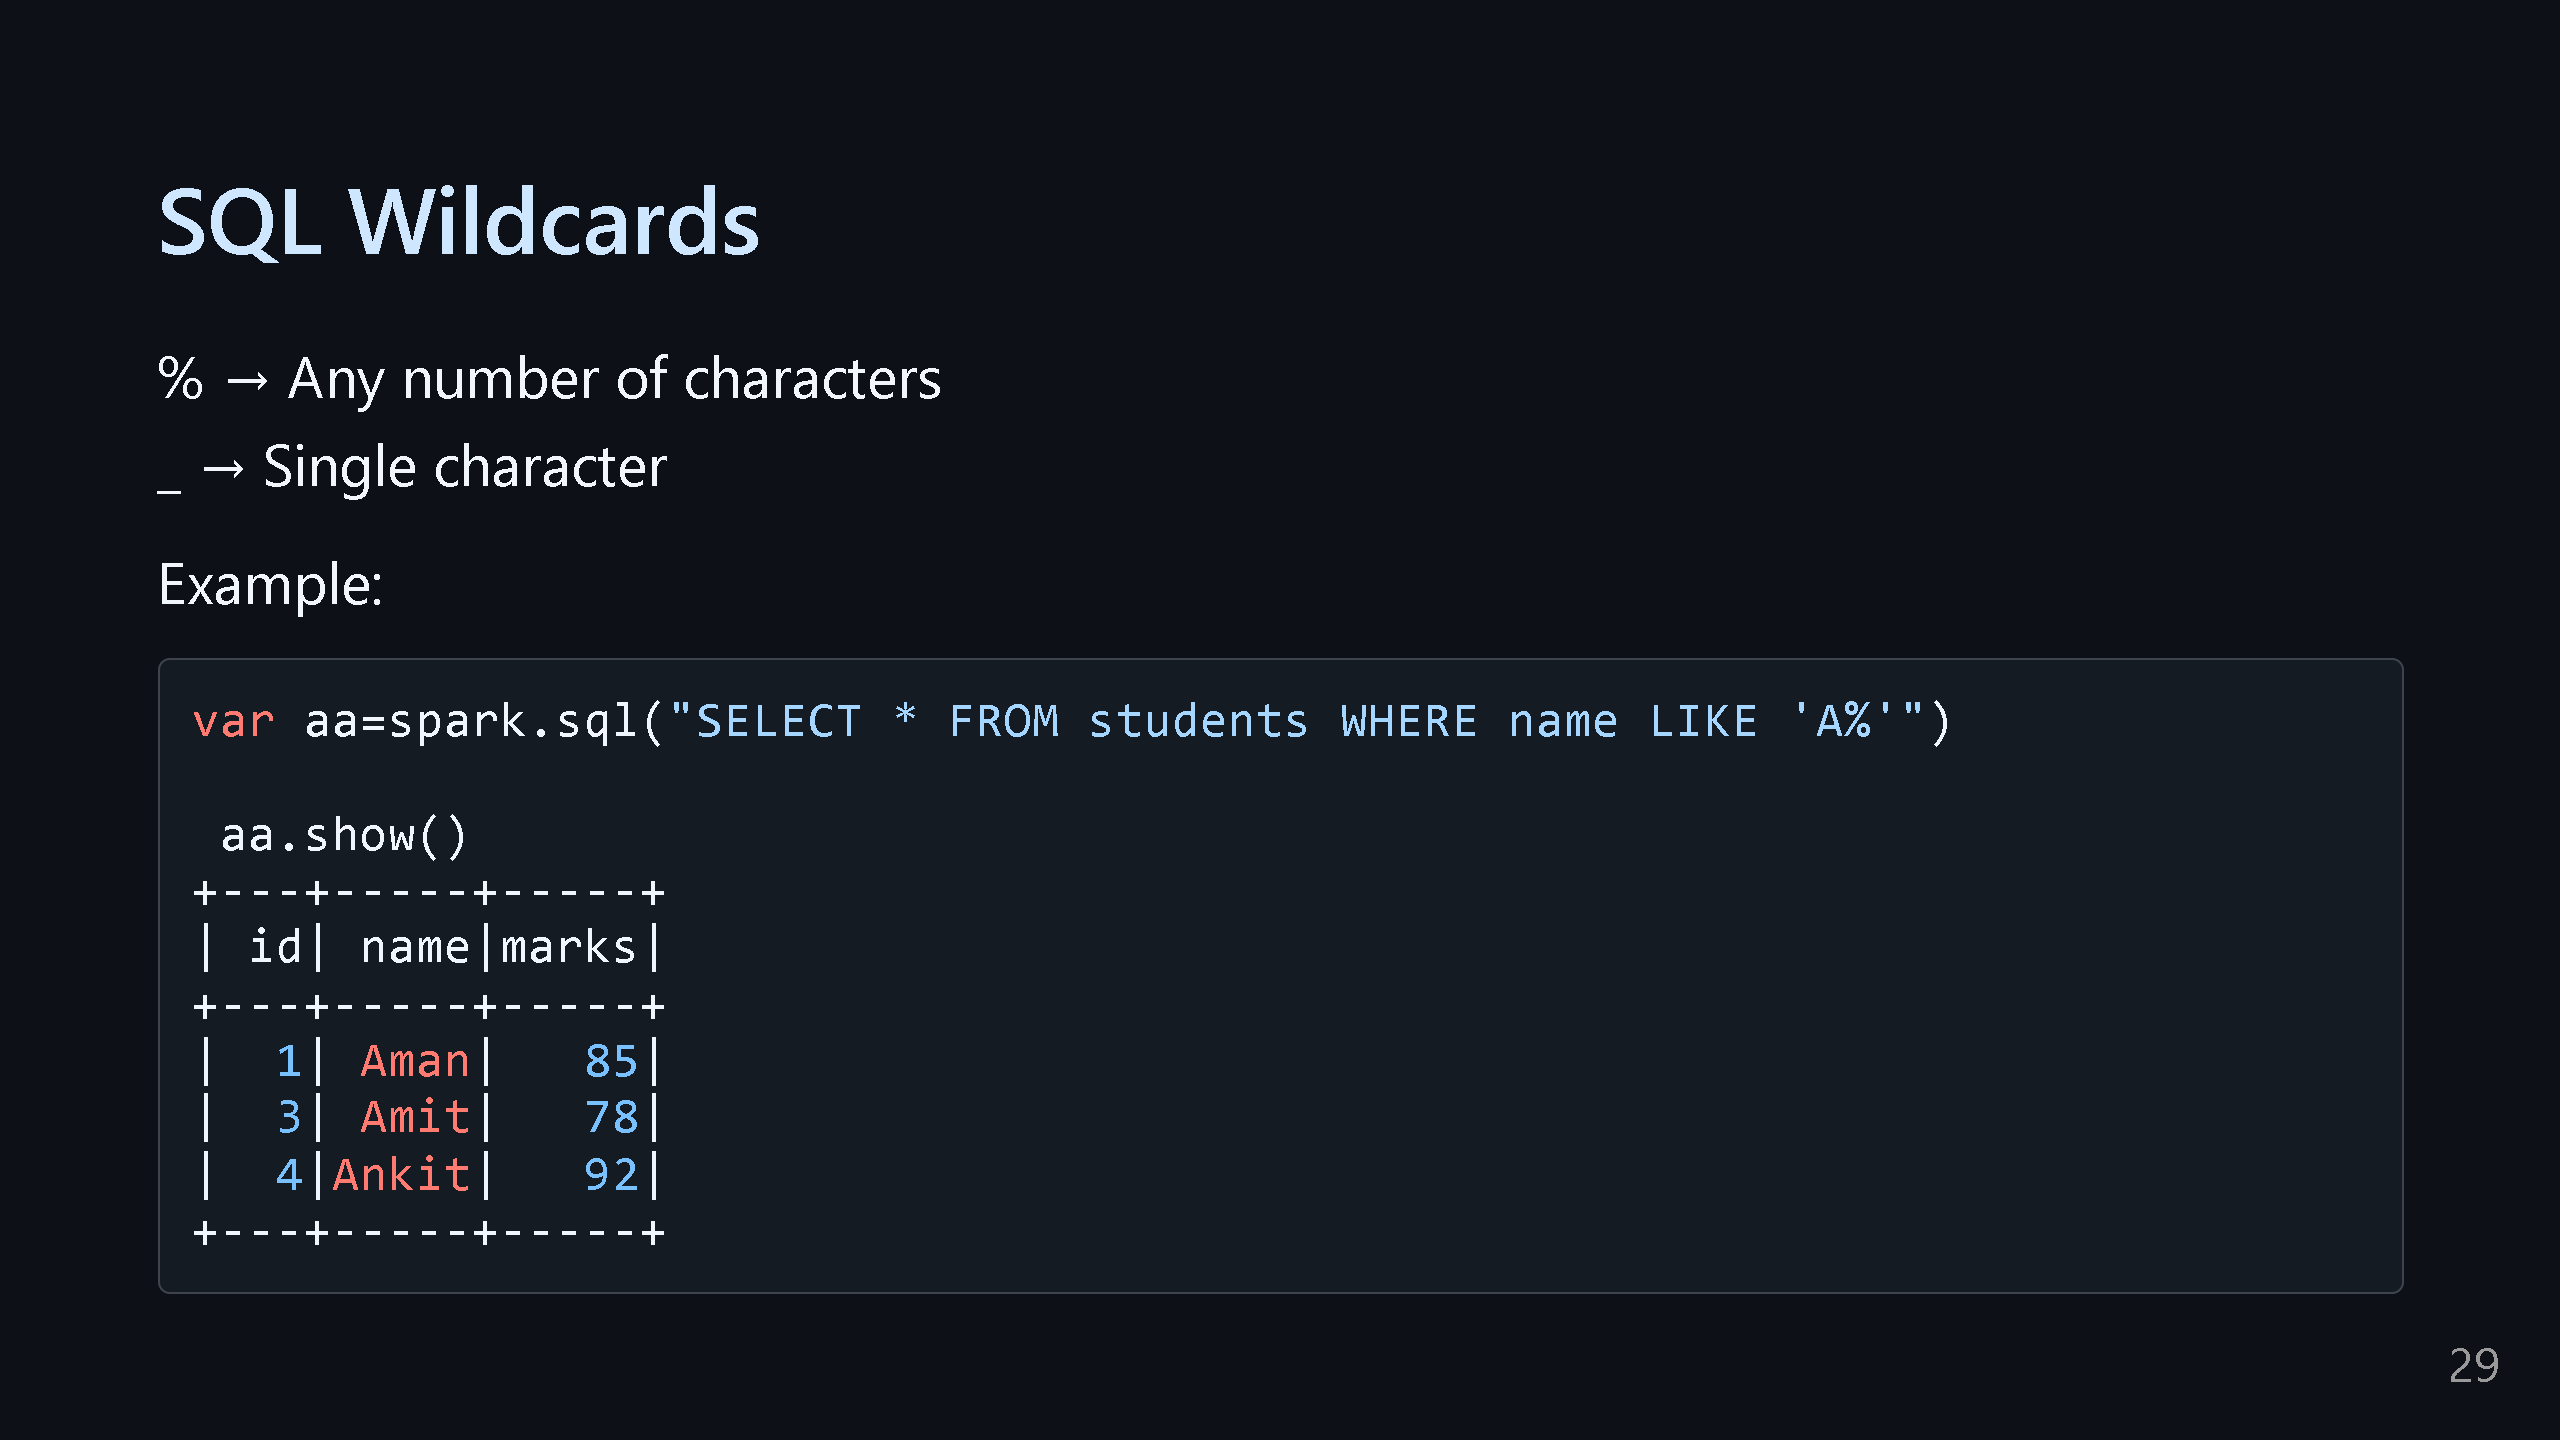 SQL Wildcards
% → Any number of characters
_ → Single character
Example:
var aa=spark.sql("SELECT * FROM students WHERE name LIKE 'A%'")
 aa.show()
+---+-----+-----+
| id| name|marks|
+---+-----+-----+
|  1| Aman|   85|
|  3| Amit|   78|
|  4|Ankit|   92|
+---+-----+-----+
29